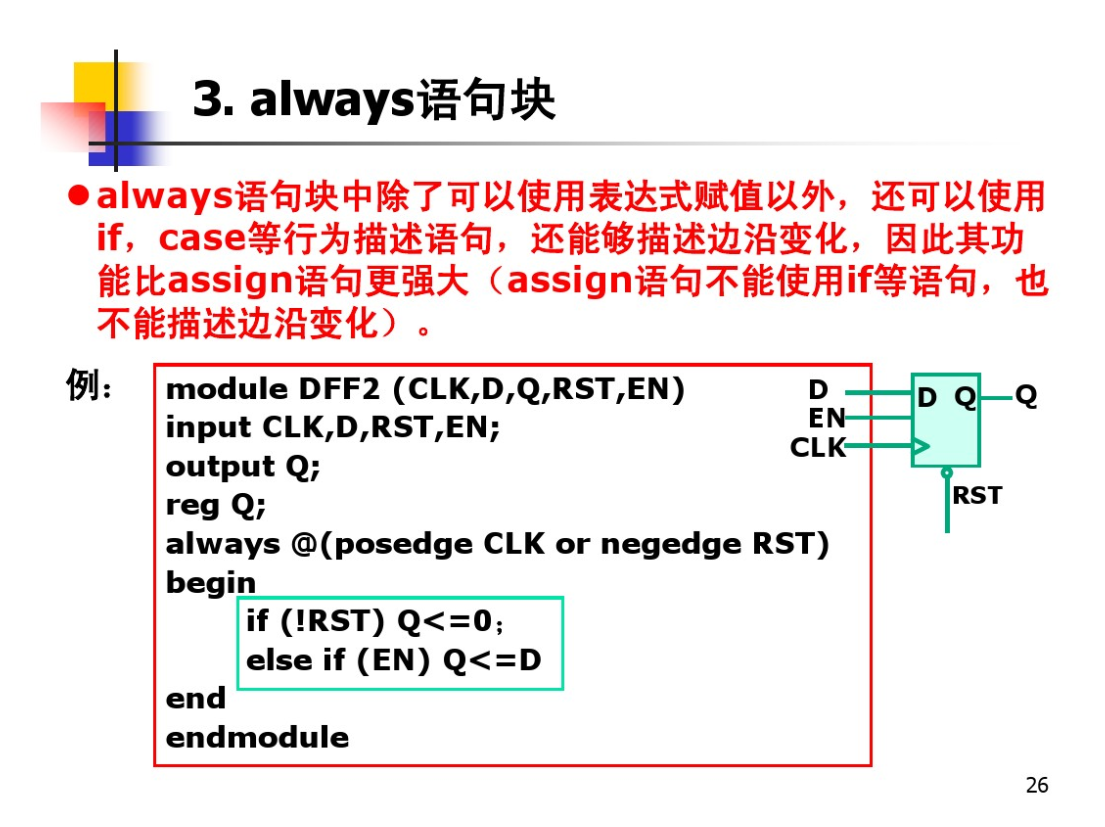 3. always语句块
●always语句块中除了可以使用表达式赋值以外，还可以使用
if，case等行为描述语句，还能够描述边沿变化，因此其功
能比assign语句更强大（assign语句不能使用if等语句，也
不能描述边沿变化）。
例：
module DFF2 (CLK,D,Q,RST,EN)
input CLK,D,RST,EN;
output Q;
reg Q;
always @(posedge CLK or negedge RST)
begin
if (!RST) Q<=0；
else if (EN) Q<=D
end
endmodule
D
EN
CLK
D Q
Q
RST
26